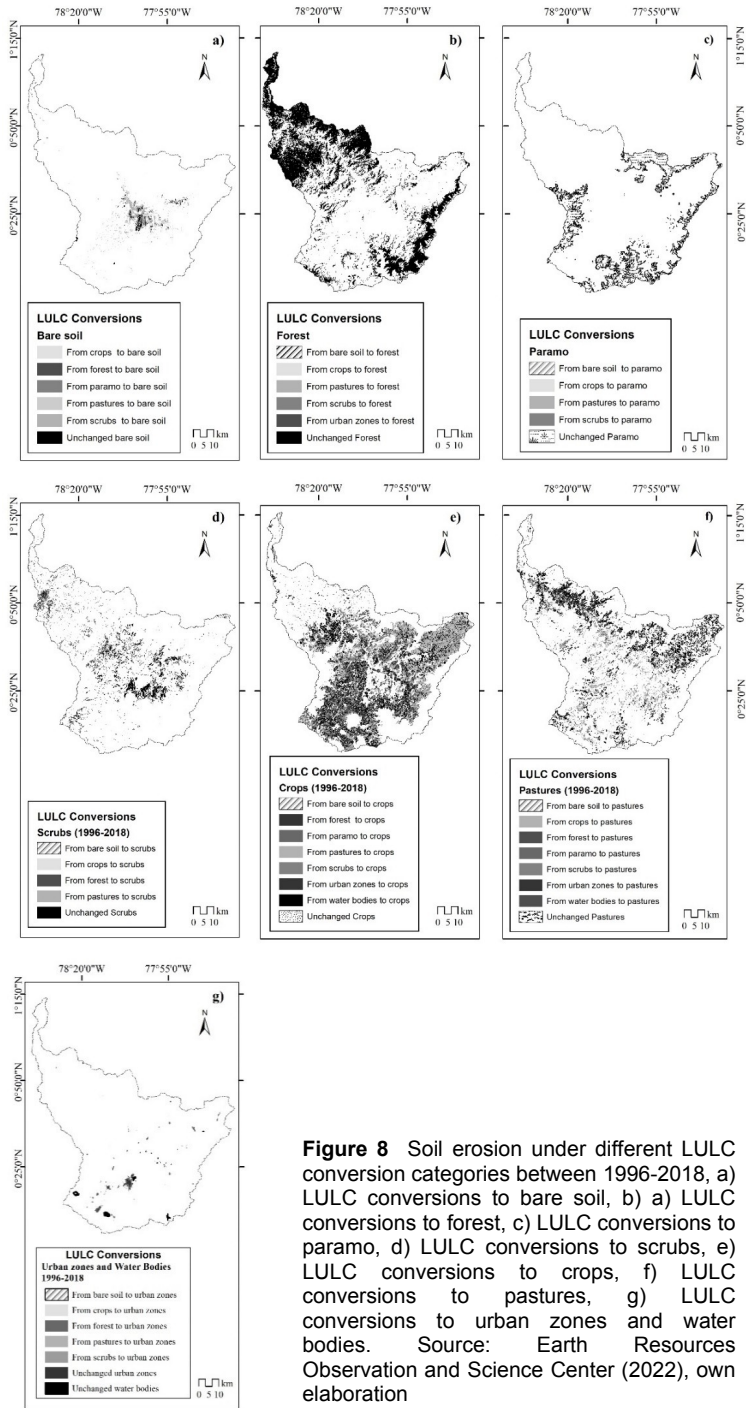 78°20'0"W 77°55'0"W
78°20'0"W 77°55'0"W
78°20'0"W 77°55'0"W
1°15'0"N
0°50'0"N
0°25'0"N
a)
N
LULC Conversions
Bare soil
From crops to bare soil
From forest to bare soil
From paramo to bare soil
From pastures to bare soil
From scrubs to bare soil
Unchanged bare soil
km
0 5 10
b)
N
LULC Conversions
Forest
From bare soil to forest
From crops to forest
From pastures to forest
From scrubs to forest
From urban zones to forest
Unchanged Forest
km
0 5 10
c)
N
LULC Conversions
Paramo
From bare soil to paramo
From crops to paramo
From pastures to paramo
From scrubs to paramo
Unchanged Paramo
km
0 5 10
1°15'0"N
0°50'0"N
0°25'0"N
78°20'0"W 77°55'0"W
78°20'0"W 77°55'0"W
78°20'0"W 77°55'0"W
1°15'0"N
0°50'0"N
0°25'0"N
d)
N
LULC Conversions
Scrubs (1996-2018)
From bare soil to scrubs
From crops to scrubs
From forest to scrubs
From pastures to scrubs
Unchanged Scrubs
km
0 5 10
e)
N
LULC Conversions
Crops (1996-2018)
From bare soil to crops
From forest to crops
From paramo to crops
From pastures to crops
From scrubs to crops
From urban zones to crops
From water bodies to crops
Unchanged Crops
km
0 5 10
f)
N
LULC Conversions
Pastures (1996-2018)
From bare soil to pastures
From crops to pastures
From forest to pastures
From paramo to pastures
From scrubs to pastures
From urban zones to pastures
From water bodies to pastures
Unchanged Pastures
km
0 5 10
1°15'0"N
0°50'0"N
0°25'0"N
78°20'0"W 77°55'0"W
1°15'0"N
0°50'0"N
0°25'0"N
g)
N
LULC Conversions
Urban zones and Water Bodies
1996-2018
From bare soil to urban zones
From crops to urban zones
From forest to urban zones
From pastures to urban zones
From scrubs to urban zones
Unchanged urban zones
Unchanged water bodies
km
0 5 10
Figure 8 Soil erosion under different LULC
conversion categories between 1996-2018, a)
LULC conversions to bare soil, b) a) LULC
conversions to forest, c) LULC conversions to
paramo, d) LULC conversions to scrubs, e)
LULC conversions to crops, f) LULC
conversions to pastures, g) LULC
conversions to urban zones and water
bodies. Source: Earth Resources
Observation and Science Center (2022), own
elaboration